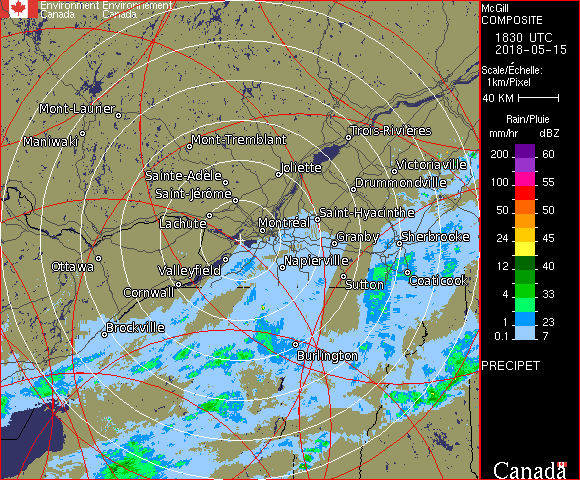 Environment Environnement
Canada Canada
Mont-Laurier
Maniwaki
Mont-Tremblant
Trois-Rivières
Sainte-Adèle
Joliette
Victoriaville
Saint-Jérôme
Drummondville
Lachute
Montréal
Saint-Hyacinthe
Granby
Sherbrooke
Ottawa
Valleyfield
Napierville
Cornwall
Sutton
Coaticook
Brockville
Burlington
McGill
COMPOSITE
1830 UTC
2018-05-15
Scale/Échelle:
1km/Pixel
40 KM
Rain/Pluie
mm/hr dBZ
200 60
150 57
100 55
50 50
24 45
12 40
4 33
1 23
0.1 7
PRECIPET
Canada